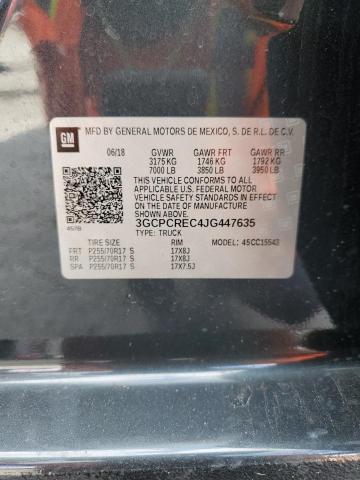 GM
MFD BY GENERAL MOTORS DE MEXICO, S. DE R.L. DE C.V.
06/18 GVWR GAWR FRT GAWR RR
3175 KG 1746 KG 1792 KG
7000 LB 3850 LB 3950 LB
THIS VEHICLE CONFORMS TO ALL
APPLICABLE U.S. FEDERAL MOTOR
VEHICLE SAFETY STANDARDS IN
EFFECT ON THE DATE OF
MANUFACTURE SHOWN ABOVE.
3GCPCREC4JG447635
TYPE: TRUCK
457B
TIRE SIZE RIM MODEL: 45CC15543
FRT P255/70R17 S 17X8J
RR P255/70R17 S 17X8J
SPA P255/70R17 S 17X7.5J